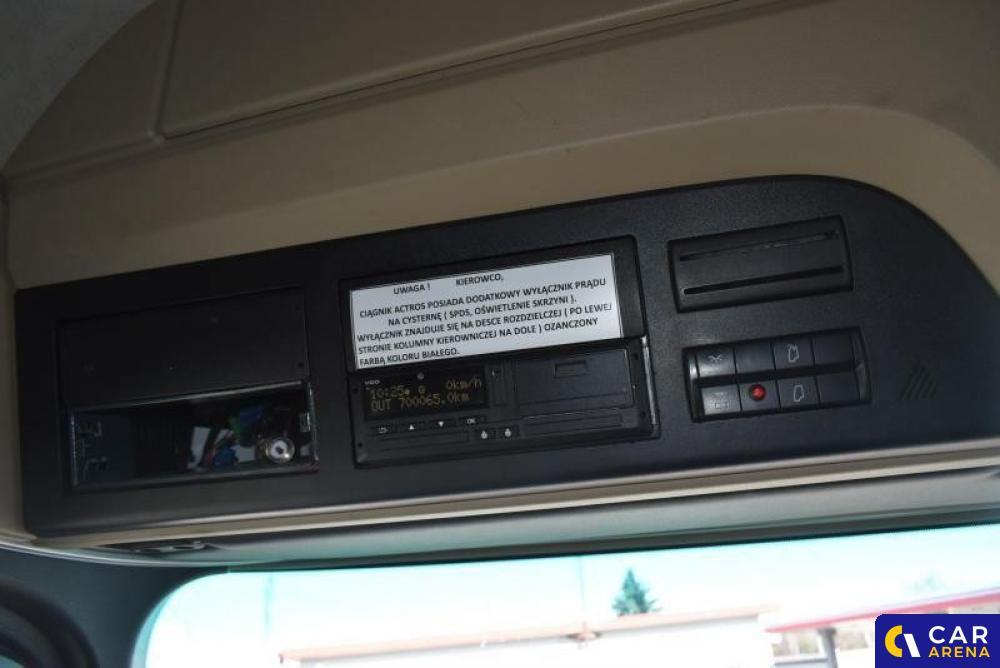 UWAGA ! KIEROWCO,
CIĄGNIK ACTROS POSIADA DODATKOWY WYŁĄCZNIK PRĄDU
NA CYSTERNĘ ( SPDS, OŚWIETLENIE SKRZYNI ).
WYŁĄCZNIK ZNAJDUJE SIĘ NA DESCE ROZDZIELCZEJ ( PO LEWEJ
STRONIE KOLUMNY KIEROWNICZEJ NA DOLE ) OZANCZONY
FARBĄ KOLORU BIAŁEGO.
VDO
10:25 0km/h
OUT 700065.0km
OK
CAR
ARENA